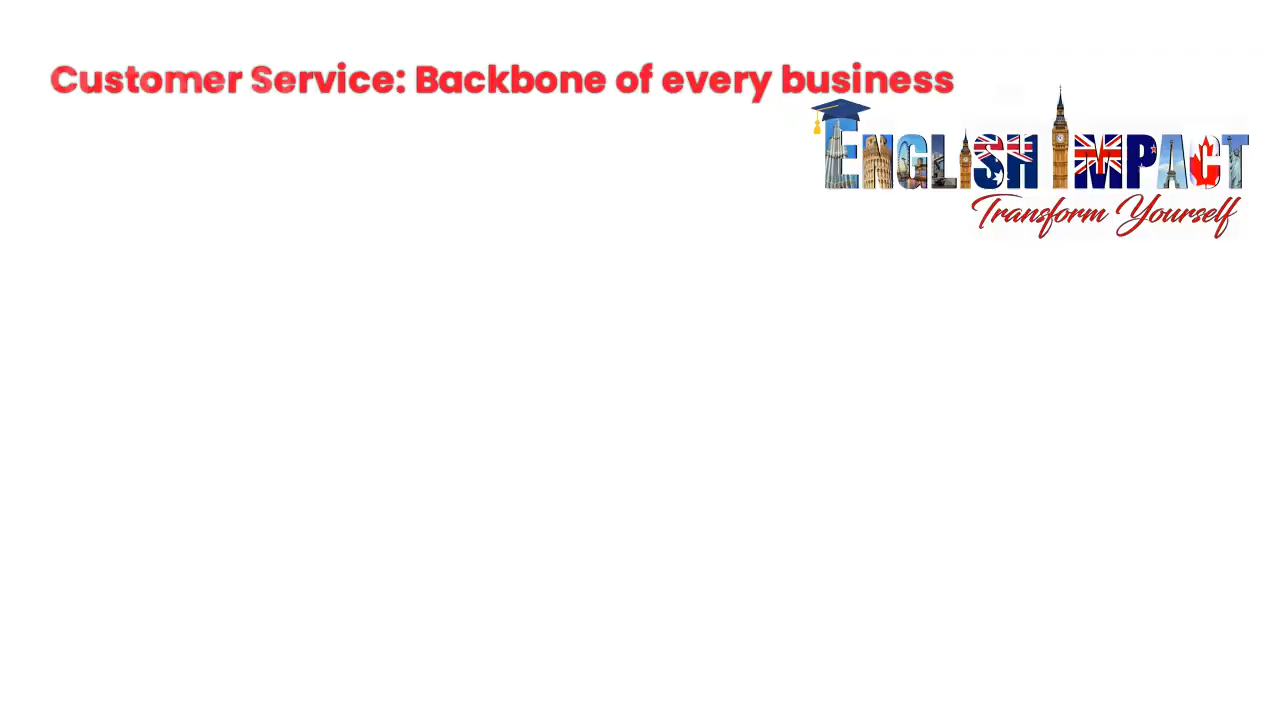 Customer Service: Backbone of every business
ENGLISH IMPACT
Transform Yourself